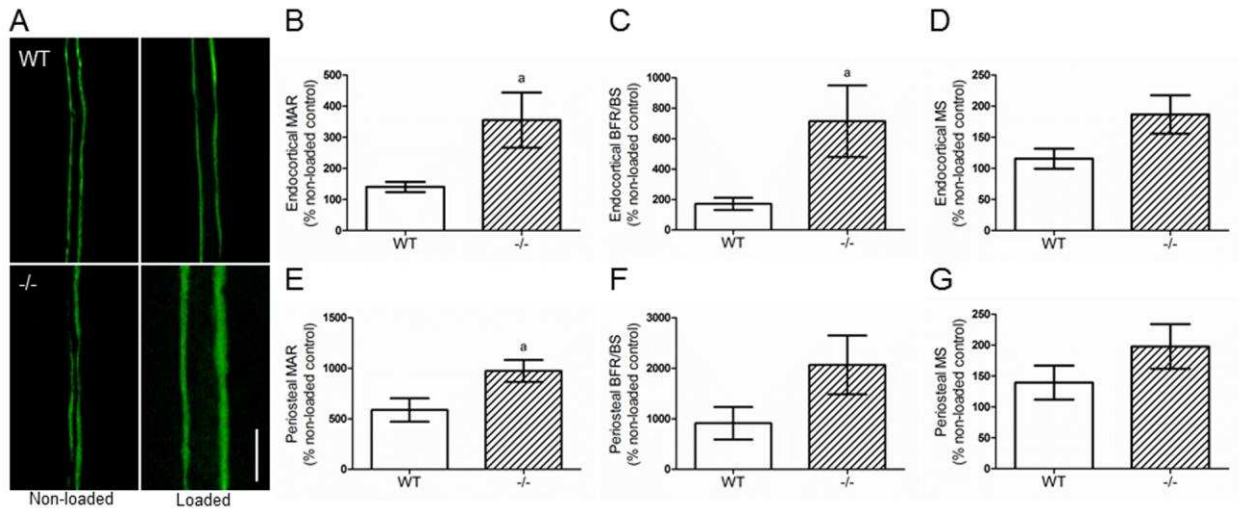 A
WT
-/-
Non-loaded
Loaded
B
Endocortical MAR
(% non-loaded control)
500
400
300
200
100
0
a
WT
-/-
C
Endocortical BFR/BS
(% non-loaded control)
1000
800
600
400
200
0
a
WT
-/-
D
Endocortical MS
(% non-loaded control)
250
200
150
100
50
0
WT
-/-
E
Periosteal MAR
(% non-loaded control)
1500
1000
500
0
a
WT
-/-
F
Periosteal BFR/BS
(% non-loaded control)
3000
2000
1000
0
WT
-/-
G
Periosteal MS
(% non-loaded control)
250
200
150
100
50
0
WT
-/-